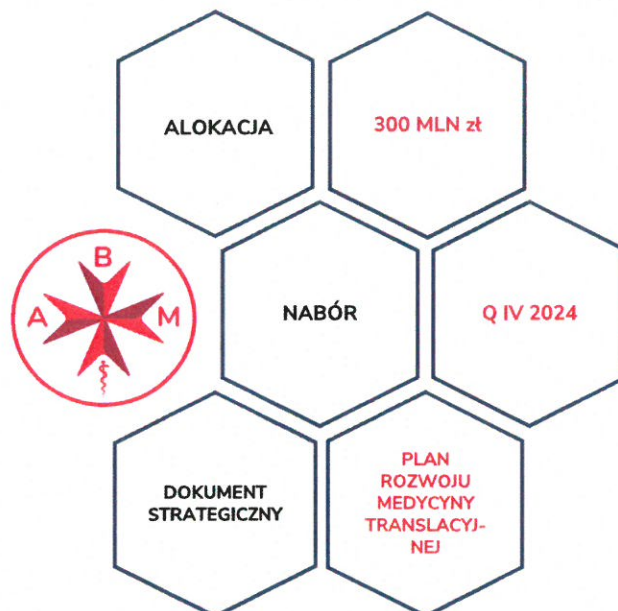 ALOKACJA
300 MLN zł
B
A
M
NABÓR
Q IV 2024
DOKUMENT
STRATEGICZNY
PLAN
ROZWOJU
MEDYCYNY
TRANSLACYJ-
NEJ